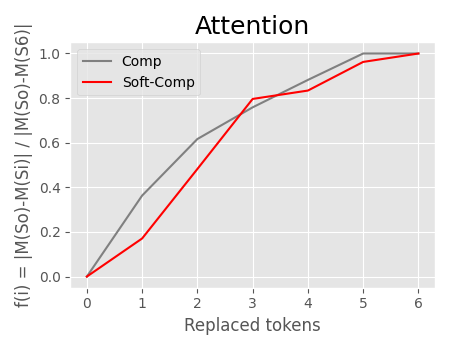 Attention
f(i) = |M(So)-M(Si)| / |M(So)-M(S6)|
1.0
0.8
0.6
0.4
0.2
0.0
Comp
Soft-Comp
0 1 2 3 4 5 6
Replaced tokens